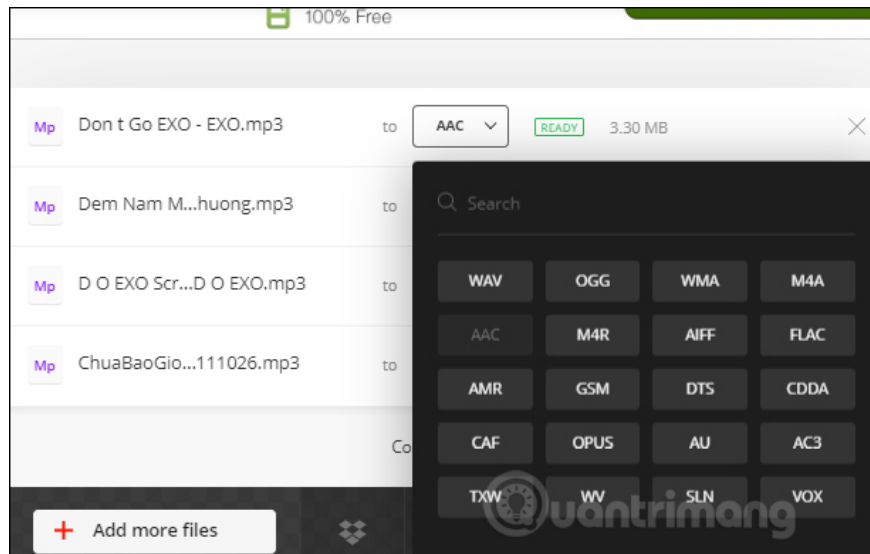 100% Free
Mp Don t Go EXO - EXO.mp3 to AAC READY 3.30 MB
Mp Dem Nam M...huong.mp3 to
Mp D O EXO Scr...D O EXO.mp3 to
Mp ChuaBaoGio...111026.mp3 to
Co
Search
WAV OGG WMA M4A
AAC M4R AIFF FLAC
AMR GSM DTS CDDA
CAF OPUS AU AC3
TXW WV SLN VOX
Quantrimang
+ Add more files